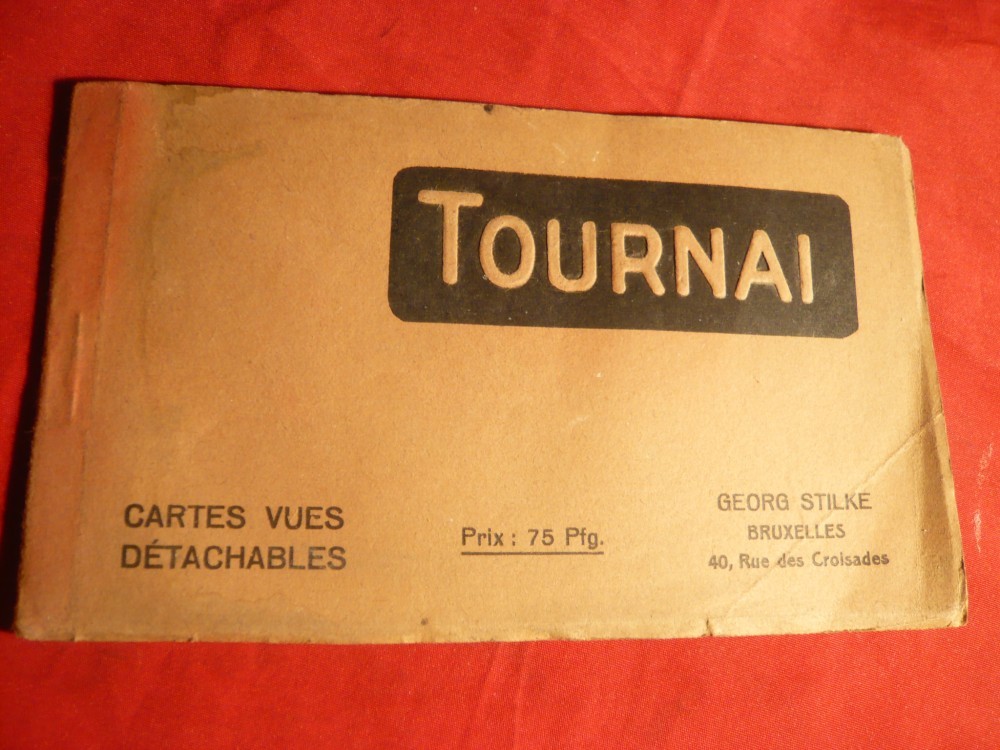 TOURNAI
CARTES VUES
DÉTACHABLES
Prix : 75 Pfg.
GEORG STILKE
BRUXELLES
40, Rue des Croisades